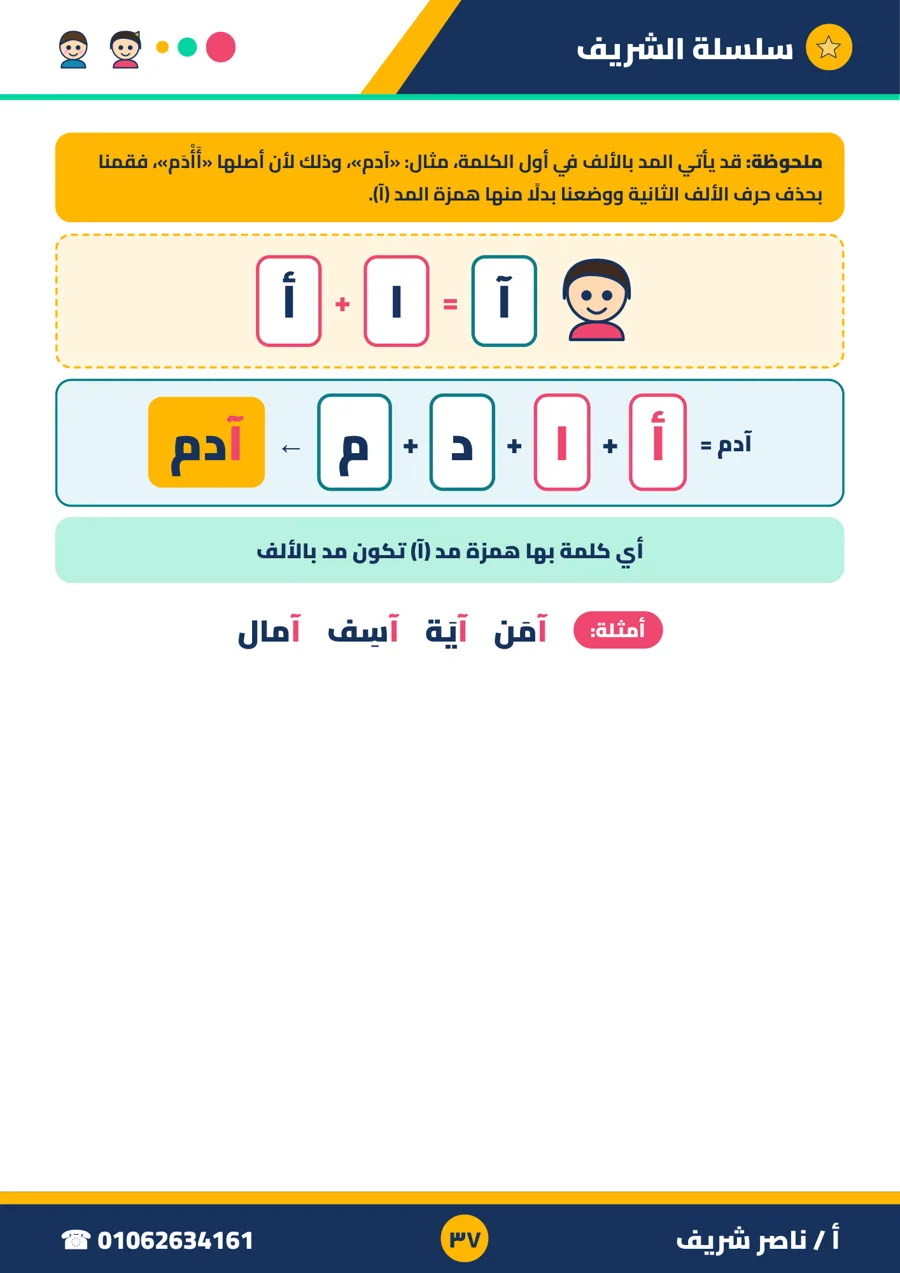 سلسلة الشريف
ملحوظة: قد يأتي المد بالألف في أول الكلمة، مثال: «آدم»، وذلك لأن أصلها «أَأْدَم»، فقمنا
بحذف حرف الألف الثانية ووضعنا بدلًا منها همزة المد (آ).
آ = ا + أ
آدم = أ + ا + د + م ← آدم
أي كلمة بها همزة مد (آ) تكون مد بالألف
أمثلة: آمَن آيَة آسِف آمال
أ / ناصر شريف
٣٧
☎ 01062634161